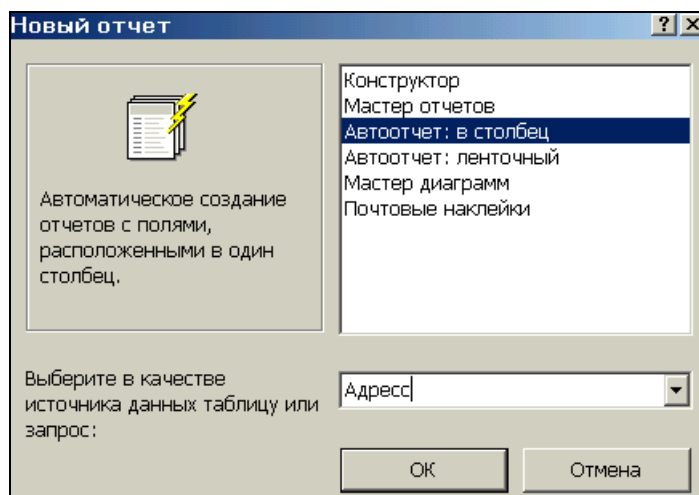 Новый отчет
Конструктор
Мастер отчетов
Автоотчет: в столбец
Автоотчет: ленточный
Мастер диаграмм
Почтовые наклейки
Автоматическое создание
отчетов с полями,
расположенными в один
столбец.
Выберите в качестве
источника данных таблицу или
запрос:
Адресс
ОК
Отмена